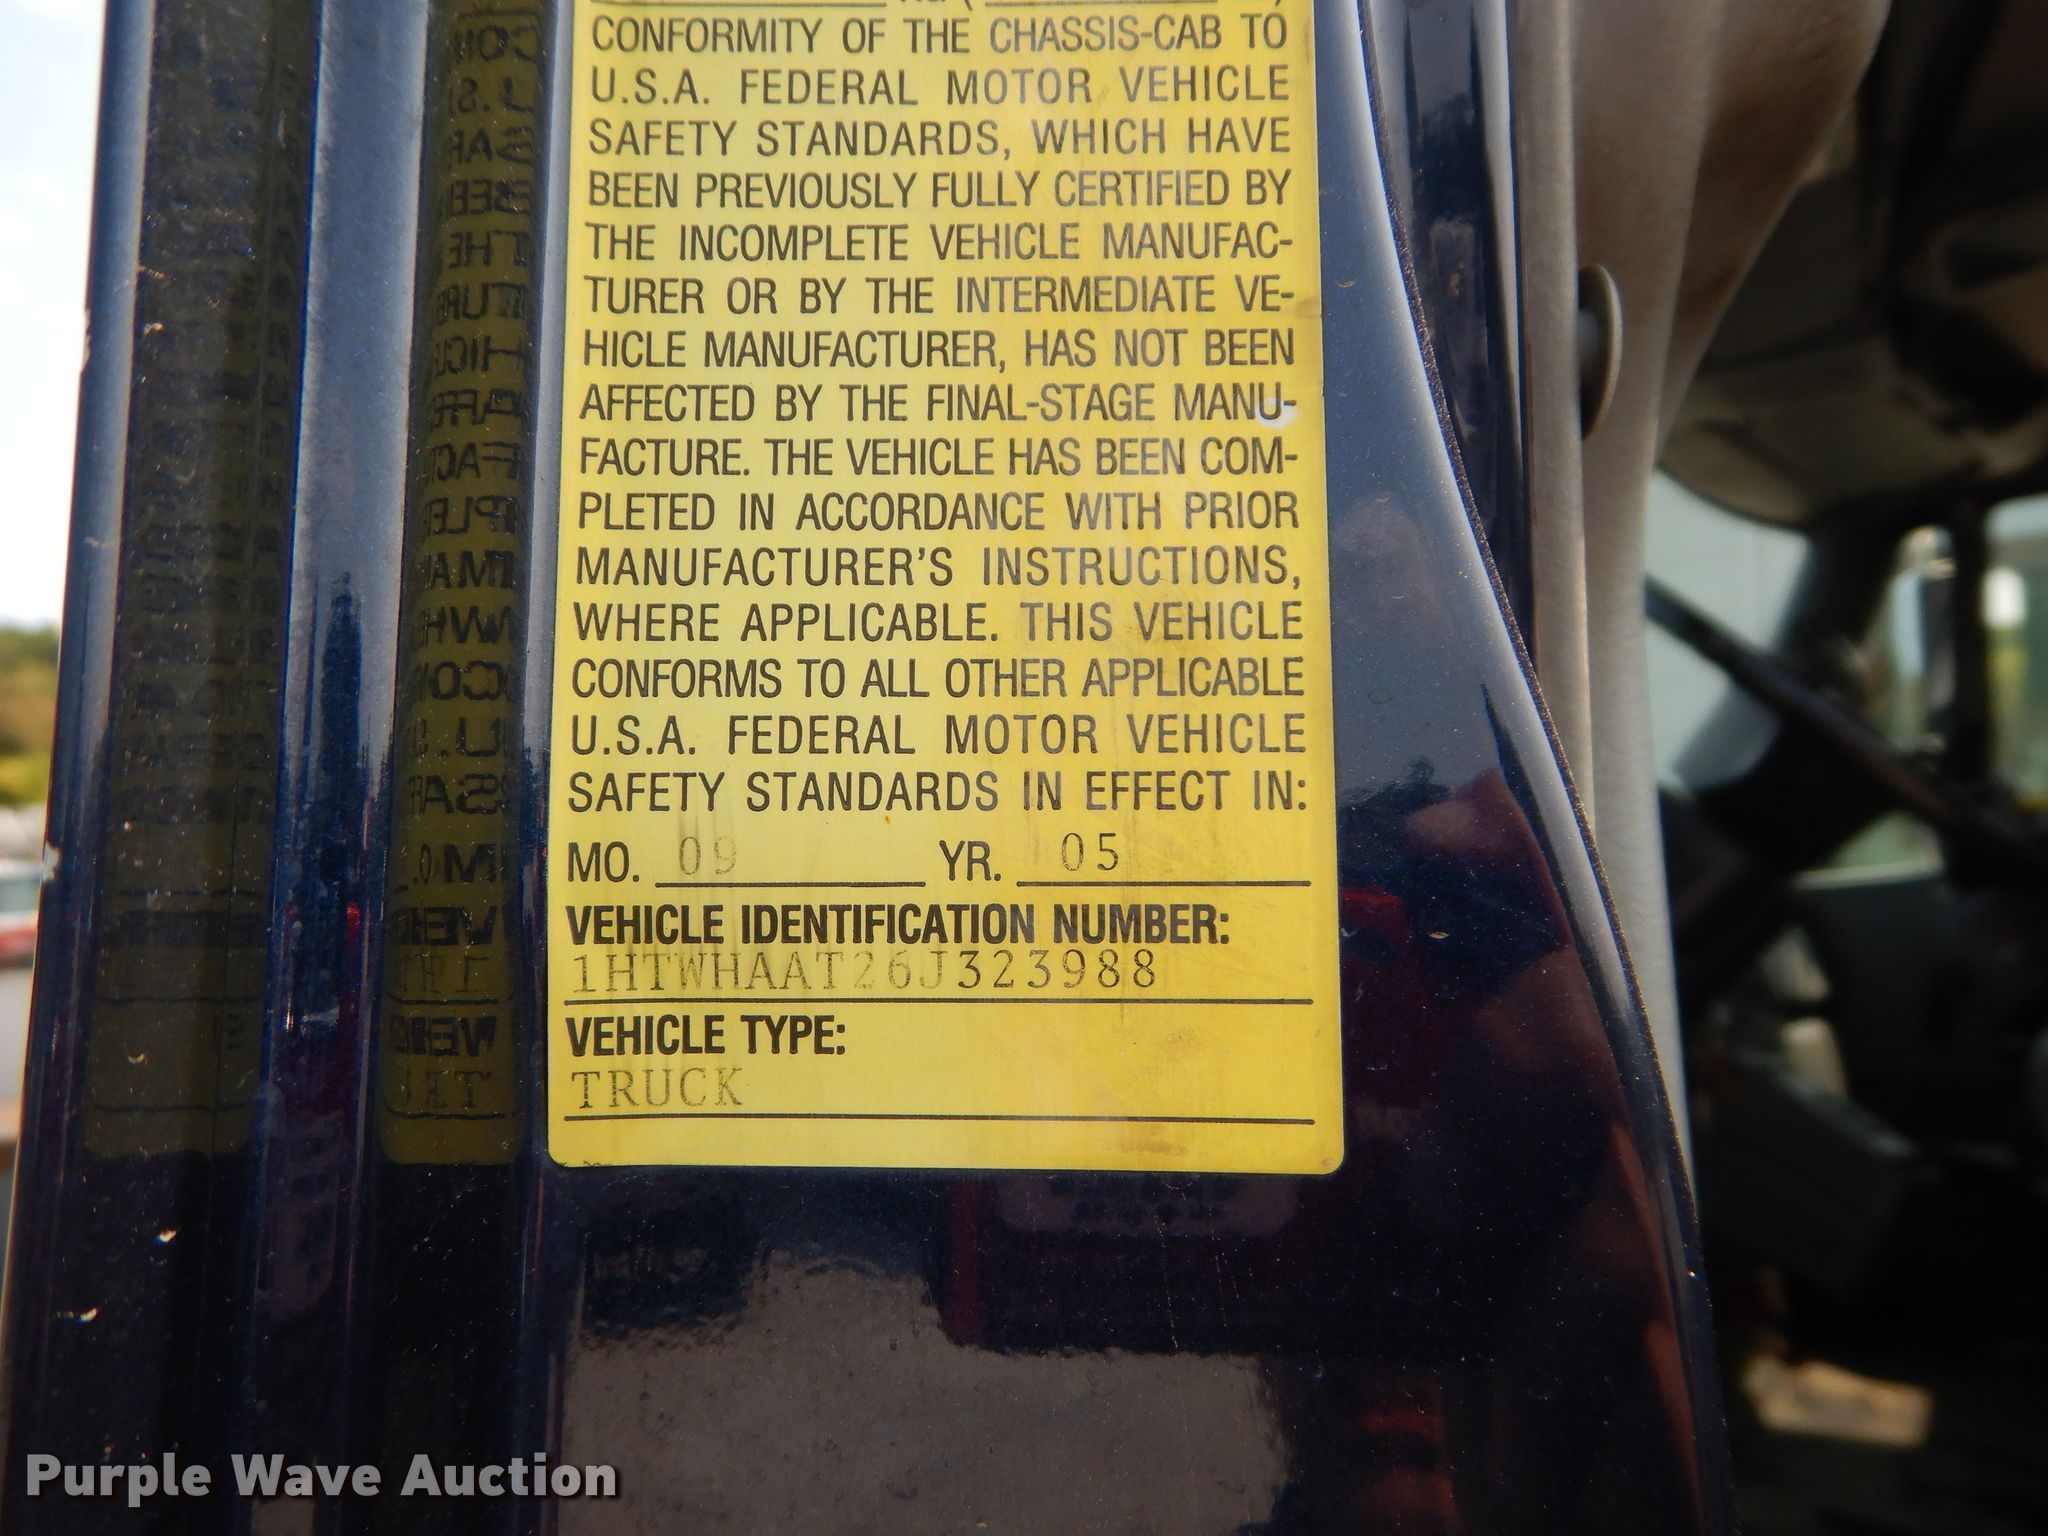 CONFORMITY OF THE CHASSIS-CAB TO
U.S.A. FEDERAL MOTOR VEHICLE
SAFETY STANDARDS, WHICH HAVE
BEEN PREVIOUSLY FULLY CERTIFIED BY
THE INCOMPLETE VEHICLE MANUFAC-
TURER OR BY THE INTERMEDIATE VE-
HICLE MANUFACTURER, HAS NOT BEEN
AFFECTED BY THE FINAL-STAGE MANU-
FACTURE. THE VEHICLE HAS BEEN COM-
PLETED IN ACCORDANCE WITH PRIOR
MANUFACTURER'S INSTRUCTIONS,
WHERE APPLICABLE. THIS VEHICLE
CONFORMS TO ALL OTHER APPLICABLE
U.S.A. FEDERAL MOTOR VEHICLE
SAFETY STANDARDS IN EFFECT IN:
MO. 09 YR. 05
VEHICLE IDENTIFICATION NUMBER:
1HTWHAAT26J323988
VEHICLE TYPE:
TRUCK
Purple Wave Auction